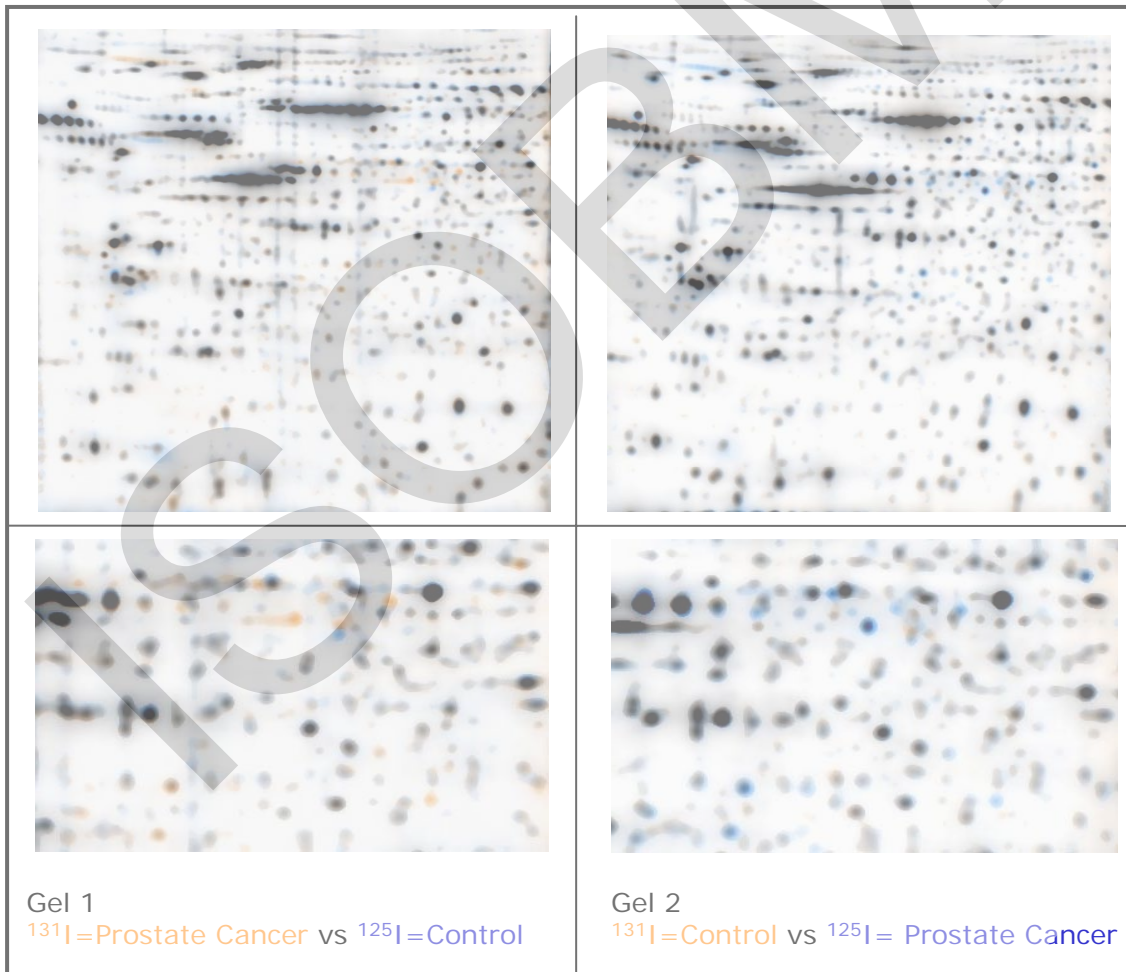 ISOBM
Gel 1
¹³¹I=Prostate Cancer vs ¹²⁵I=Control
Gel 2
¹³¹I=Control vs ¹²⁵I= Prostate Cancer